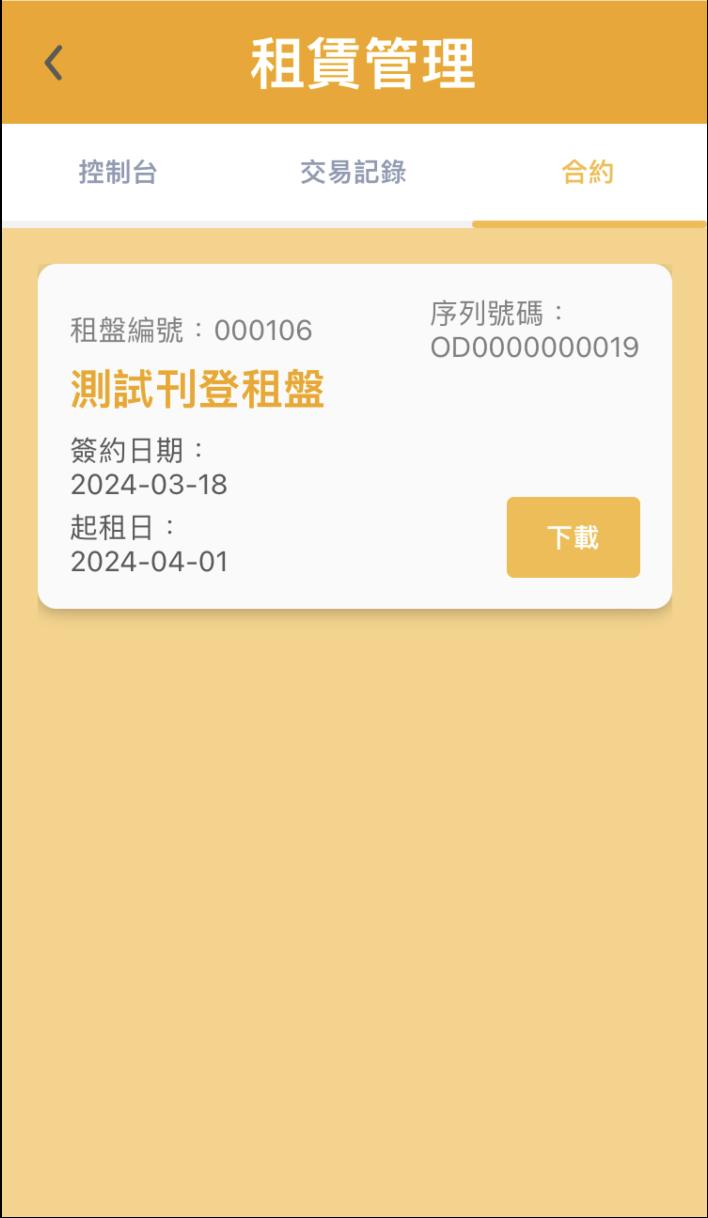 租賃管理
控制台
交易記錄
合約
租盤編號：000106
序列號碼：
OD0000000019
測試刊登租盤
簽約日期：
2024-03-18
起租日：
2024-04-01
下載